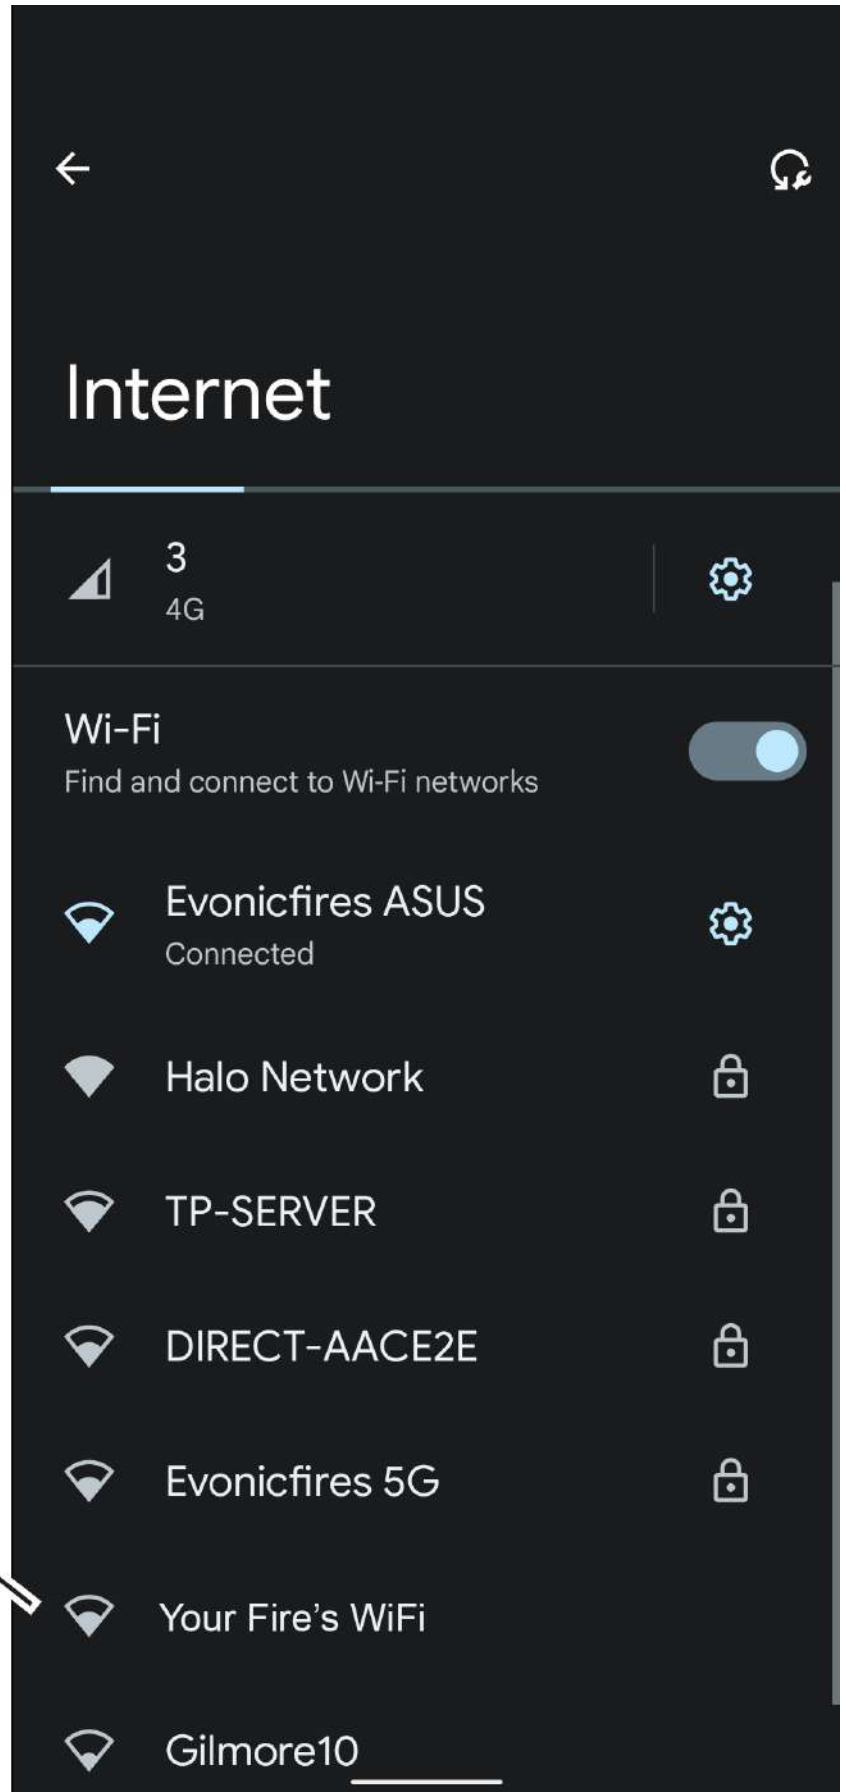 Internet
3
4G
Wi-Fi
Find and connect to Wi-Fi networks
Evonicfires ASUS
Connected
Halo Network
TP-SERVER
DIRECT-AACE2E
Evonicfires 5G
Your Fire’s WiFi
Gilmore10